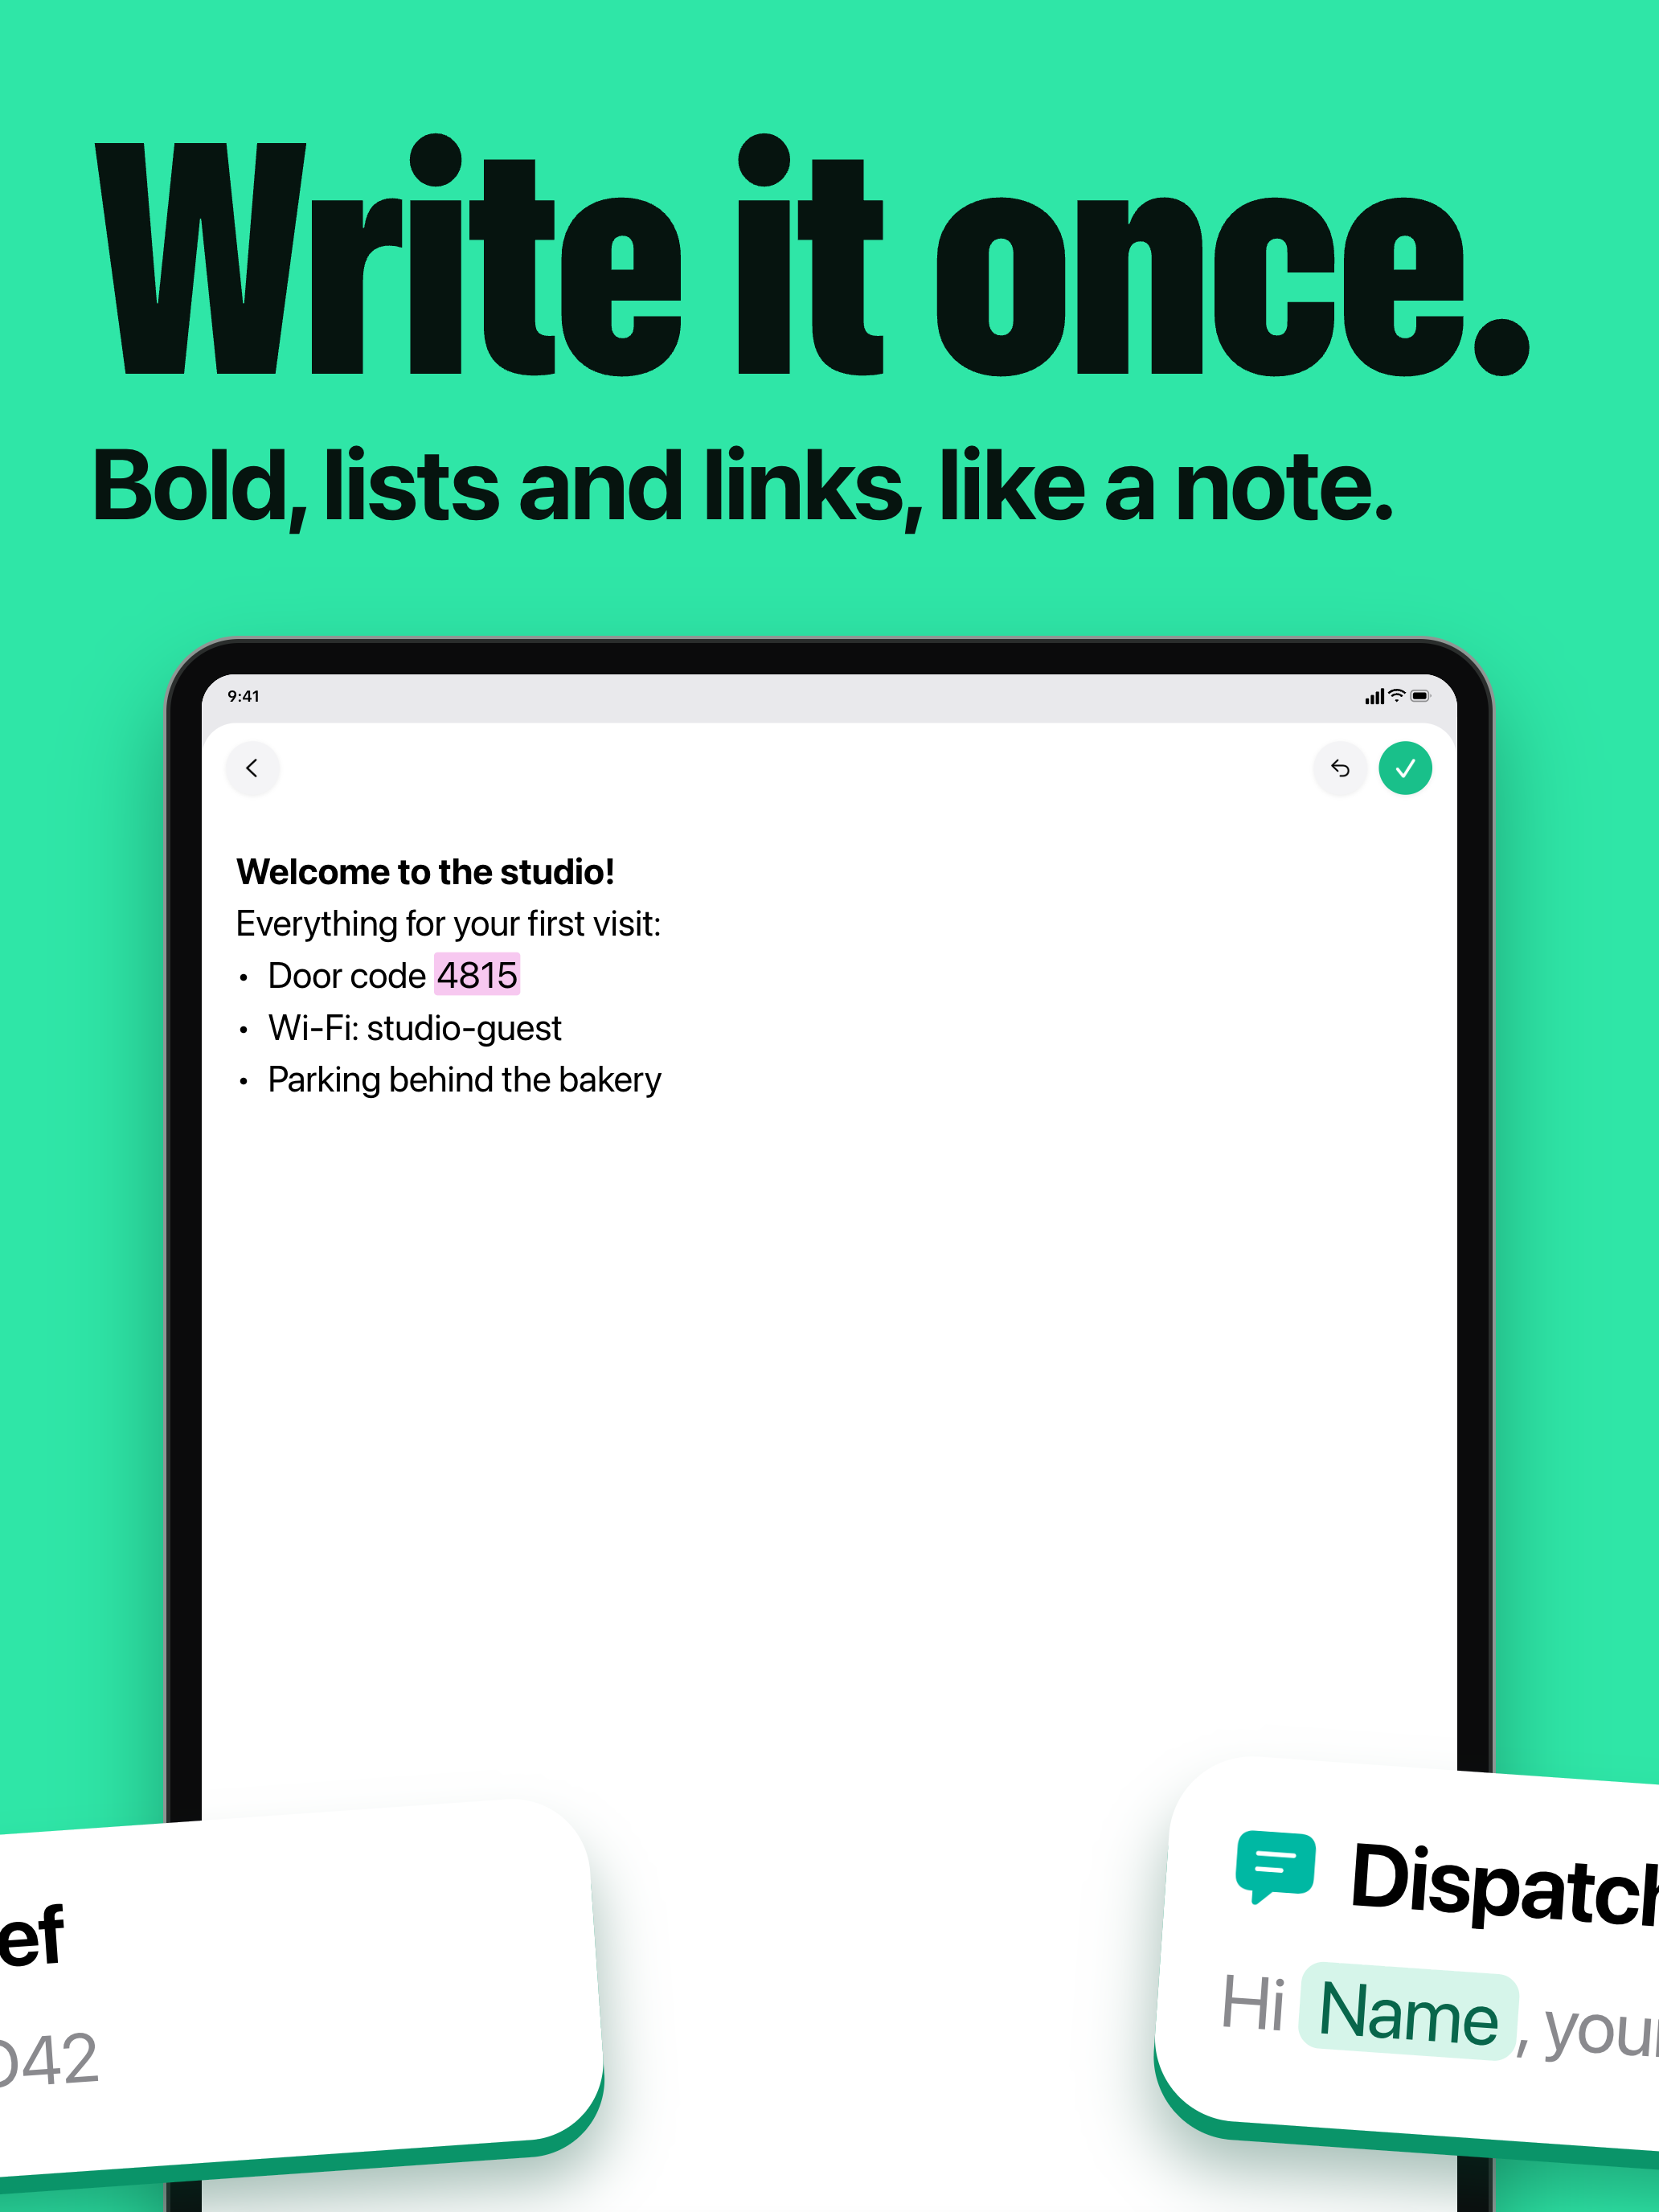 Write it once.
Bold, lists and links, like a note.
9:41
Welcome to the studio!
Everything for your first visit:
• Door code 4815
• Wi-Fi: studio-guest
• Parking behind the bakery
ef
042
Dispatch
Hi Name, your